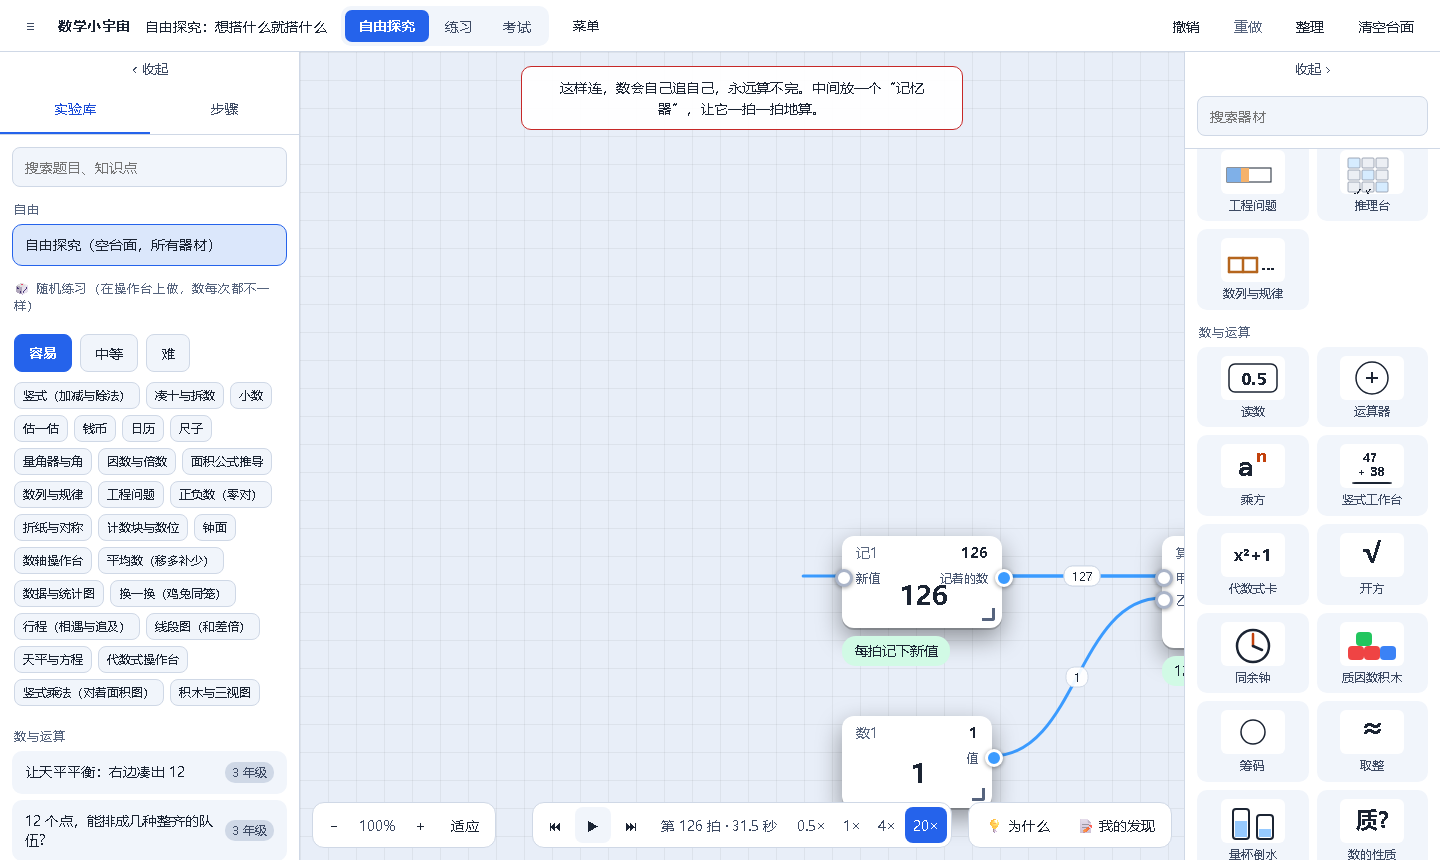 ≡ 数学小宇宙 自由探究：想搭什么就搭什么 自由探究 练习 考试 菜单 撤销 重做 整理 清空台面
‹ 收起
实验库 步骤
搜索题目、知识点
自由
自由探究（空台面，所有器材）
随机练习（在操作台上做，数每次都不一
样）
容易 中等 难
竖式（加减与除法） 凑十与拆数 小数
估一估 钱币 日历 尺子
量角器与角 因数与倍数 面积公式推导
数列与规律 工程问题 正负数（零对）
折纸与对称 计数块与数位 钟面
数轴操作台 平均数（移多补少）
数据与统计图 换一换（鸡兔同笼）
行程（相遇与追及） 线段图（和差倍）
天平与方程 代数式操作台
竖式乘法（对着面积图） 积木与三视图
数与运算
让天平平衡：右边凑出 12 3 年级
12 个点，能排成几种整齐的队
伍？ 3 年级
这样连，数会自己追自己，永远算不完。中间放一个“记忆
器”，让它一拍一拍地算。
记1 126
新值 记着的数
126
每拍记下新值
127
1
数1 1
值
1
算
甲
乙
12
− 100% + 适应
⏮ ▶ ⏭ 第 126 拍 · 31.5 秒 0.5× 1× 4× 20×
为什么 我的发现
收起 ›
搜索器材
工程问题 推理台
...
数列与规律
数与运算
0.5 +
读数 运算器
aⁿ 47
+ 38
乘方 竖式工作台
x²+1 √
代数式卡 开方
同余钟 质因数积木
≈
筹码 取整
质?
量杯倒水 数的性质